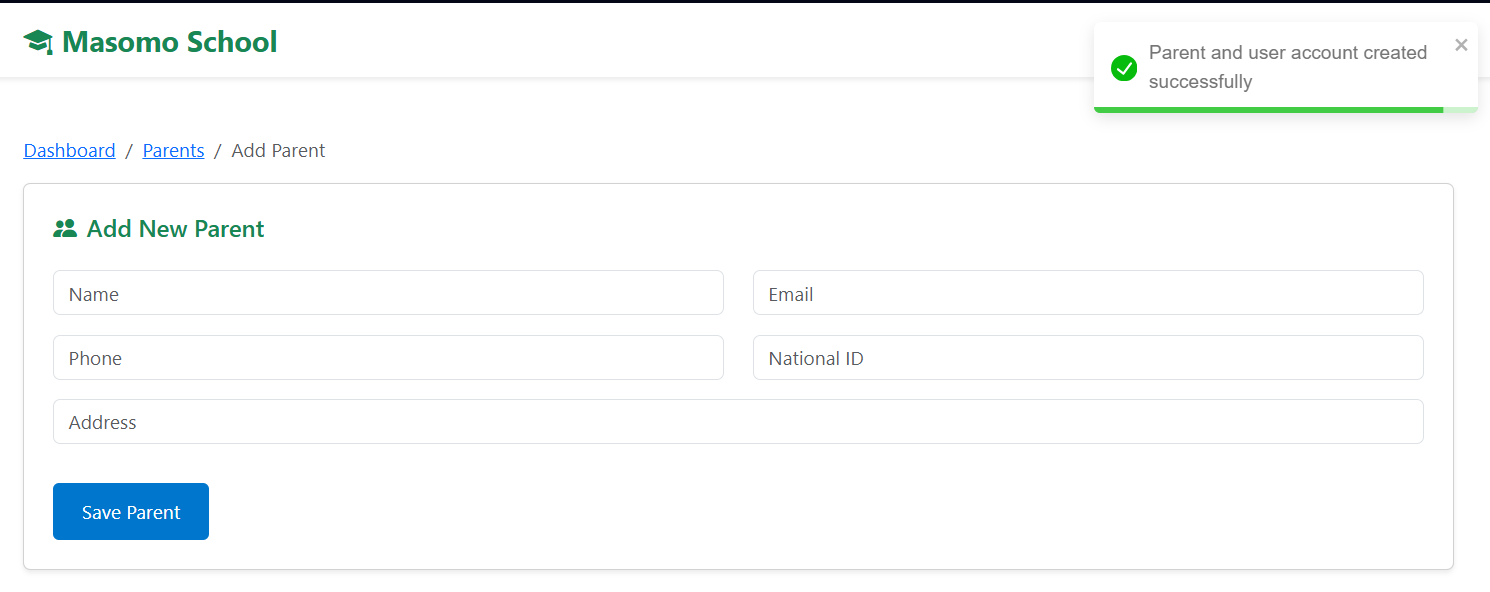 Masomo School
Parent and user account created
successfully
Dashboard / Parents / Add Parent
Add New Parent
Name
Email
Phone
National ID
Address
Save Parent